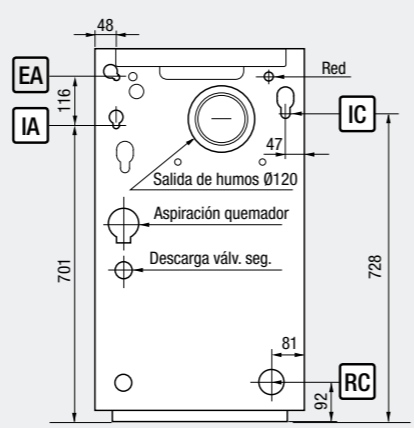 48
EA
Red
116
IA
IC
47
Salida de humos Ø120
Aspiración quemador
701
728
Descarga válv. seg.
81
RC
92